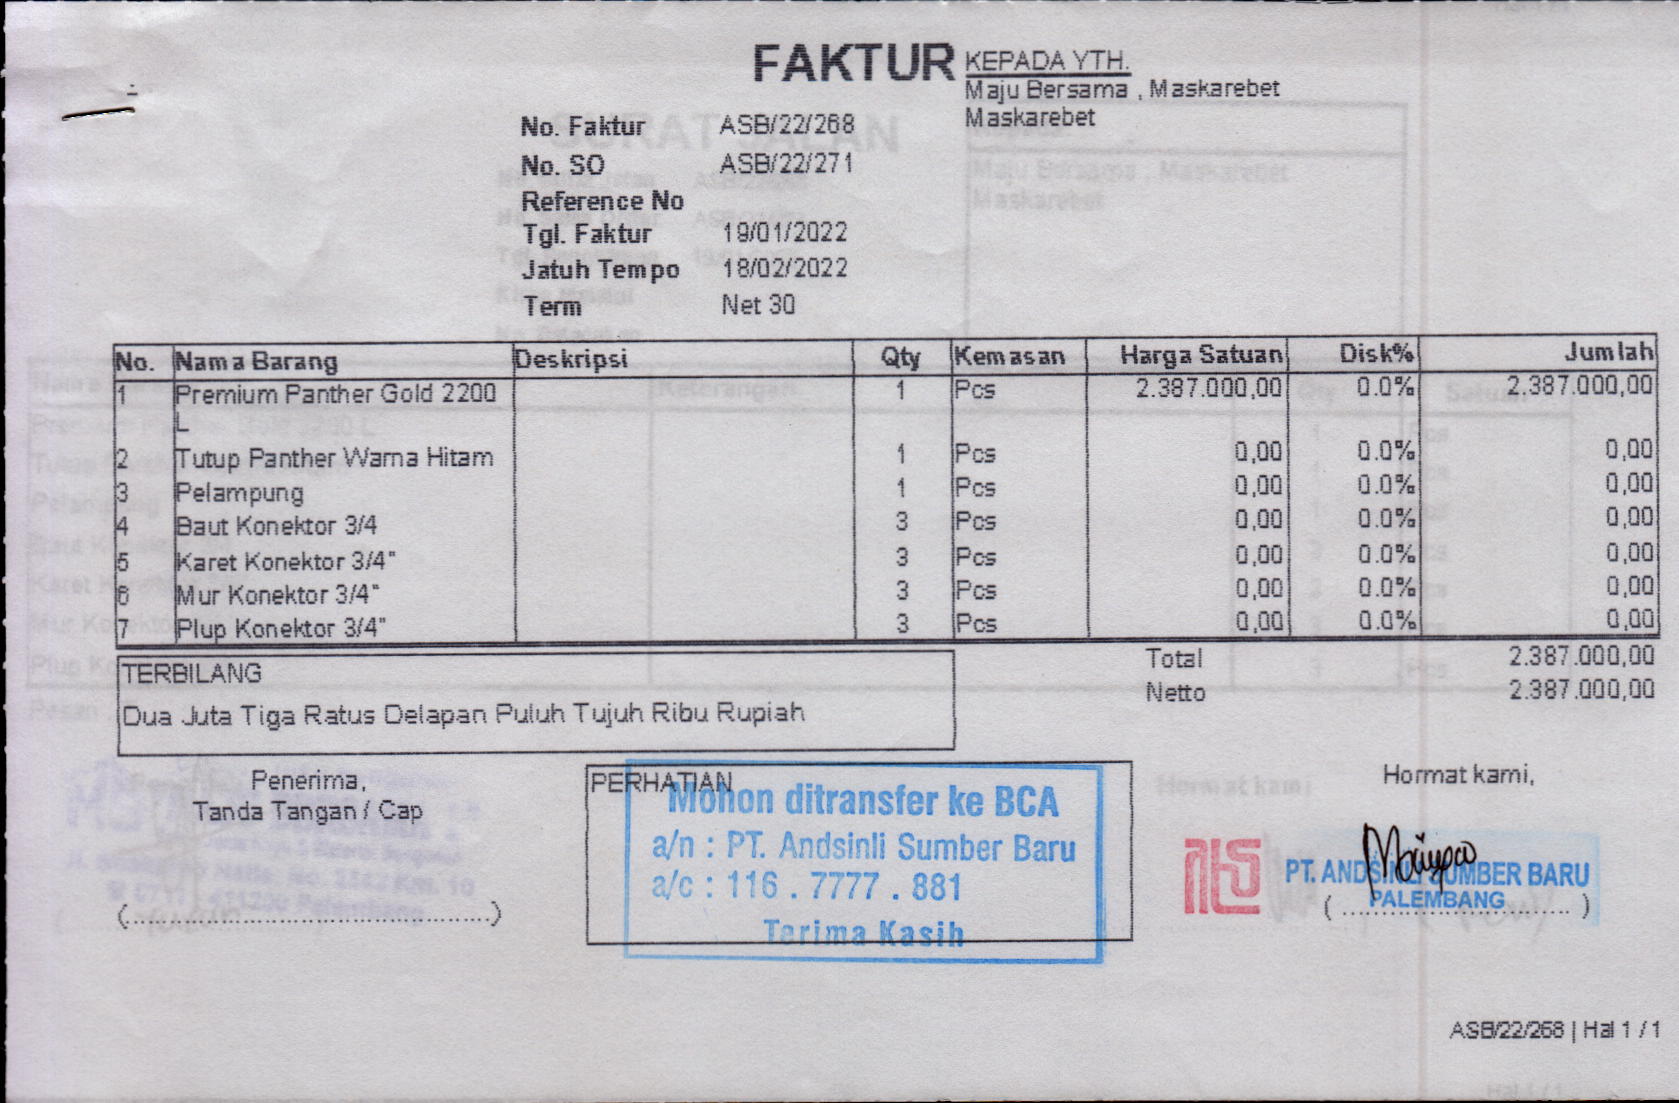 FAKTUR
KEPADA YTH.
Maju Bersama , Maskarebet
Maskarebet
No. Faktur ASB/22/268
No. SO ASB/22/271
Reference No
Tgl. Faktur 19/01/2022
Jatuh Tempo 18/02/2022
Term Net 30
No. Nama Barang Deskripsi Qty Kemasan Harga Satuan Disk% Jumlah
1 Premium Panther Gold 2200 1 Pcs 2.387.000,00 0.0% 2.387.000,00
L
2 Tutup Panther Warna Hitam 1 Pcs 0,00 0.0% 0,00
3 Pelampung 1 Pcs 0,00 0.0% 0,00
4 Baut Konektor 3/4 3 Pcs 0,00 0.0% 0,00
5 Karet Konektor 3/4" 3 Pcs 0,00 0.0% 0,00
6 Mur Konektor 3/4" 3 Pcs 0,00 0.0% 0,00
7 Plup Konektor 3/4" 3 Pcs 0,00 0.0% 0,00
Total 2.387.000,00
Netto 2.387.000,00
TERBILANG
Dua Juta Tiga Ratus Delapan Puluh Tujuh Ribu Rupiah
Penerima,
Tanda Tangan / Cap
(..................................................)
PERHATIAN
Mohon ditransfer ke BCA
a/n : PT. Andsinli Sumber Baru
a/c : 116 . 7777 . 881
Terima Kasih
Hormat kami,
PT. ANDSINLI SUMBER BARU
PALEMBANG
( ................................ )
ASB/22/268 | Hal 1 / 1